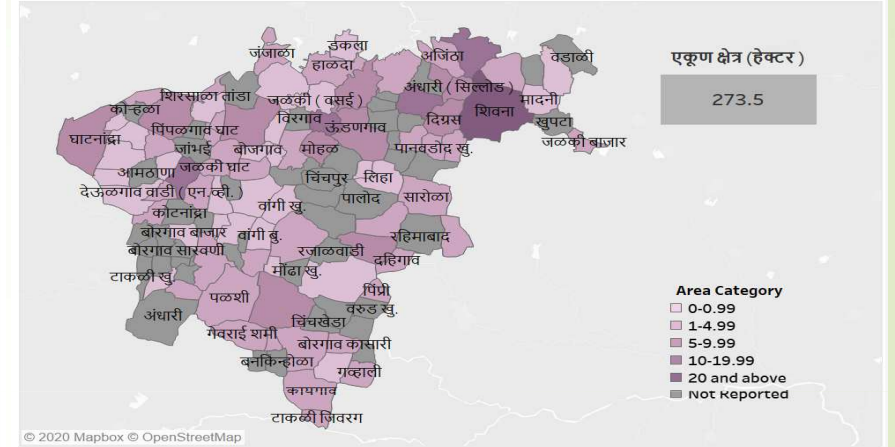 डकला
जंजाळा
हाळदा
अजिंठा
वडाळी
एकूण क्षेत्र (हेक्टर )
273.5
शिरसाळा तांडा
जळकी ( वसई )
अंधारी ( सिल्लोड )
मादनी
कोऱ्हळा
विरगाव
शिवना
घाटनांद्रा
पिंपळगाव घाट
ऊंडणगाव
दिग्रस
खुपटा
जांभई
बोजगाव
मोहळ
पानवडोद खु.
जळकी बाजार
आमठाणा
जळकी घाट
चिंचपुर
लिहा
देऊळगाव वाडी ( एन.व्ही. )
पालोद
सारोळा
कोटनांद्रा
वांगी खु.
बोरगाव बाजार
वांगी बु.
रहिमाबाद
बोरगाव सारवणी
रजाळवाडी
दहिगाव
टाकळी खु.
मोंढा खु.
पिंप्री
पळशी
वरुड खु.
अंधारी
चिंचखेडा
गेवराई शमी
बोरगाव कासारी
बनकिन्होळा
गव्हाली
कायगाव
टाकळी जिवरग
Area Category
0-0.99
1-4.99
5-9.99
10-19.99
20 and above
Not Reported
© 2020 Mapbox © OpenStreetMap